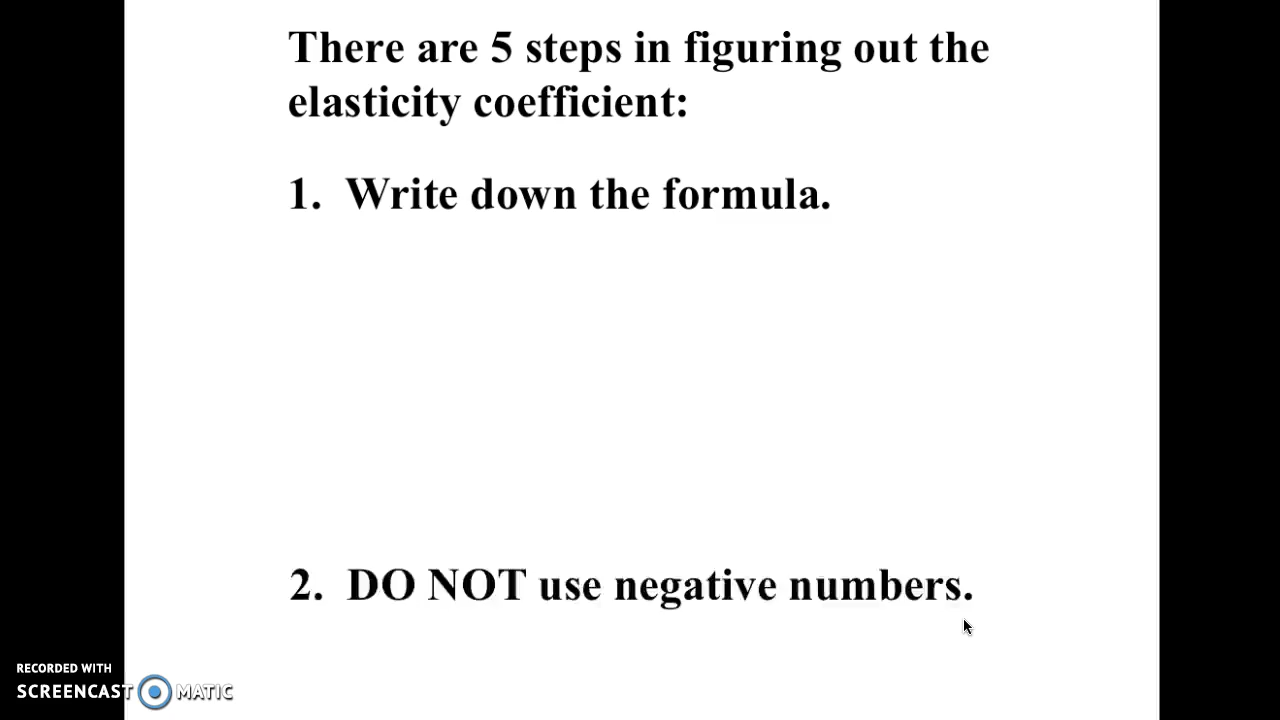 There are 5 steps in figuring out the
elasticity coefficient:
1. Write down the formula.
2. DO NOT use negative numbers.
RECORDED WITH
SCREENCAST MATIC